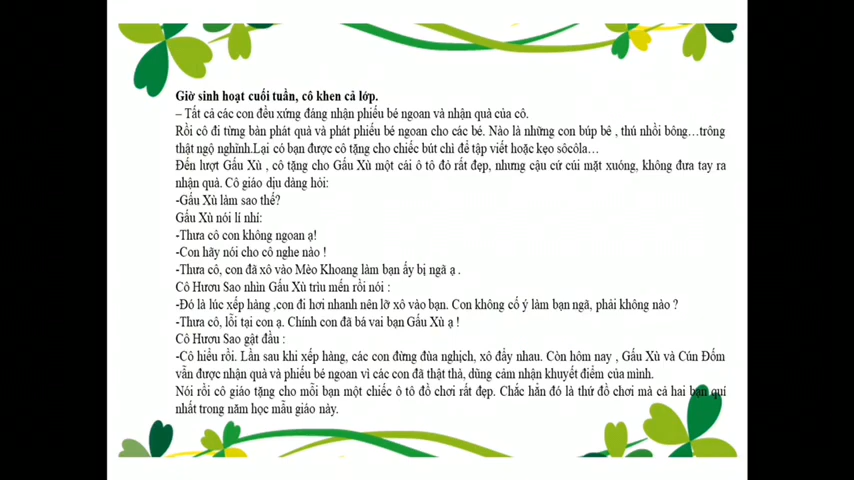 Giờ sinh hoạt cuối tuần, cô khen cả lớp.
– Tất cả các con đều xứng đáng nhận phiếu bé ngoan và nhận quà của cô.
Rồi cô đi từng bàn phát quà và phát phiếu bé ngoan cho các bé. Nào là những con búp bê , thú nhồi bông…trông
thật ngộ nghĩnh.Lại có bạn được cô tặng cho chiếc bút chì để tập viết hoặc kẹo sôcôla…
Đến lượt Gấu Xù , cô tặng cho Gấu Xù một cái ô tô đỏ rất đẹp, nhưng cậu cứ cúi mặt xuống, không đưa tay ra
nhận quà. Cô giáo dịu dàng hỏi:
-Gấu Xù làm sao thế?
Gấu Xù nói lí nhí:
-Thưa cô con không ngoan ạ!
-Con hãy nói cho cô nghe nào !
-Thưa cô, con đã xô vào Mèo Khoang làm bạn ấy bị ngã ạ .
Cô Hươu Sao nhìn Gấu Xù trìu mến rồi nói :
-Đó là lúc xếp hàng ,con đi hơi nhanh nên lỡ xô vào bạn. Con không cố ý làm bạn ngã, phải không nào ?
-Thưa cô, lỗi tại con ạ. Chính con đã bá vai bạn Gấu Xù ạ !
Cô Hươu Sao gật đầu :
-Cô hiểu rồi. Lần sau khi xếp hàng, các con đừng đùa nghịch, xô đẩy nhau. Còn hôm nay , Gấu Xù và Cún Đốm
vẫn được nhận quà và phiếu bé ngoan vì các con đã thật thà, dũng cảm nhận khuyết điểm của mình.
Nói rồi cô giáo tặng cho mỗi bạn một chiếc ô tô đồ chơi rất đẹp. Chắc hẳn đó là thứ đồ chơi mà cả hai bạn quí
nhất trong năm học mẫu giáo này.